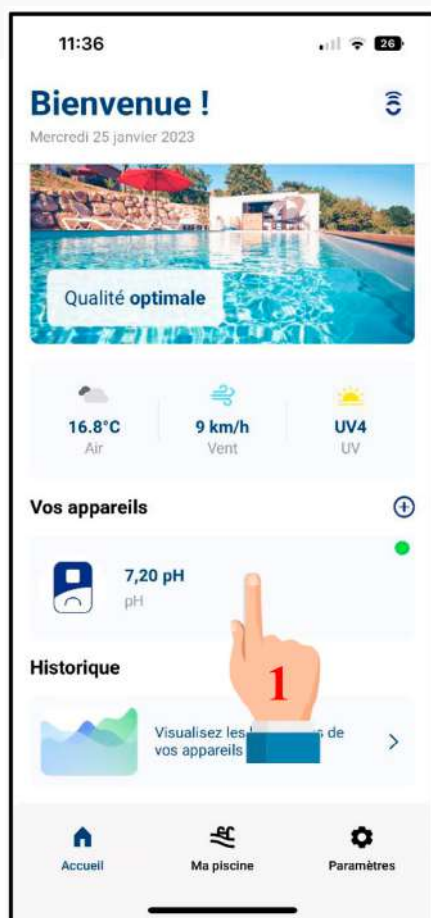 11:36
26
Bienvenue !
Mercredi 25 janvier 2023
Qualité optimale
16.8°C
9 km/h
UV4
Air
Vent
UV
Vos appareils
7,20 pH
pH
1
Historique
Visualisez les
de
vos appareils
Accueil
Ma piscine
Paramètres